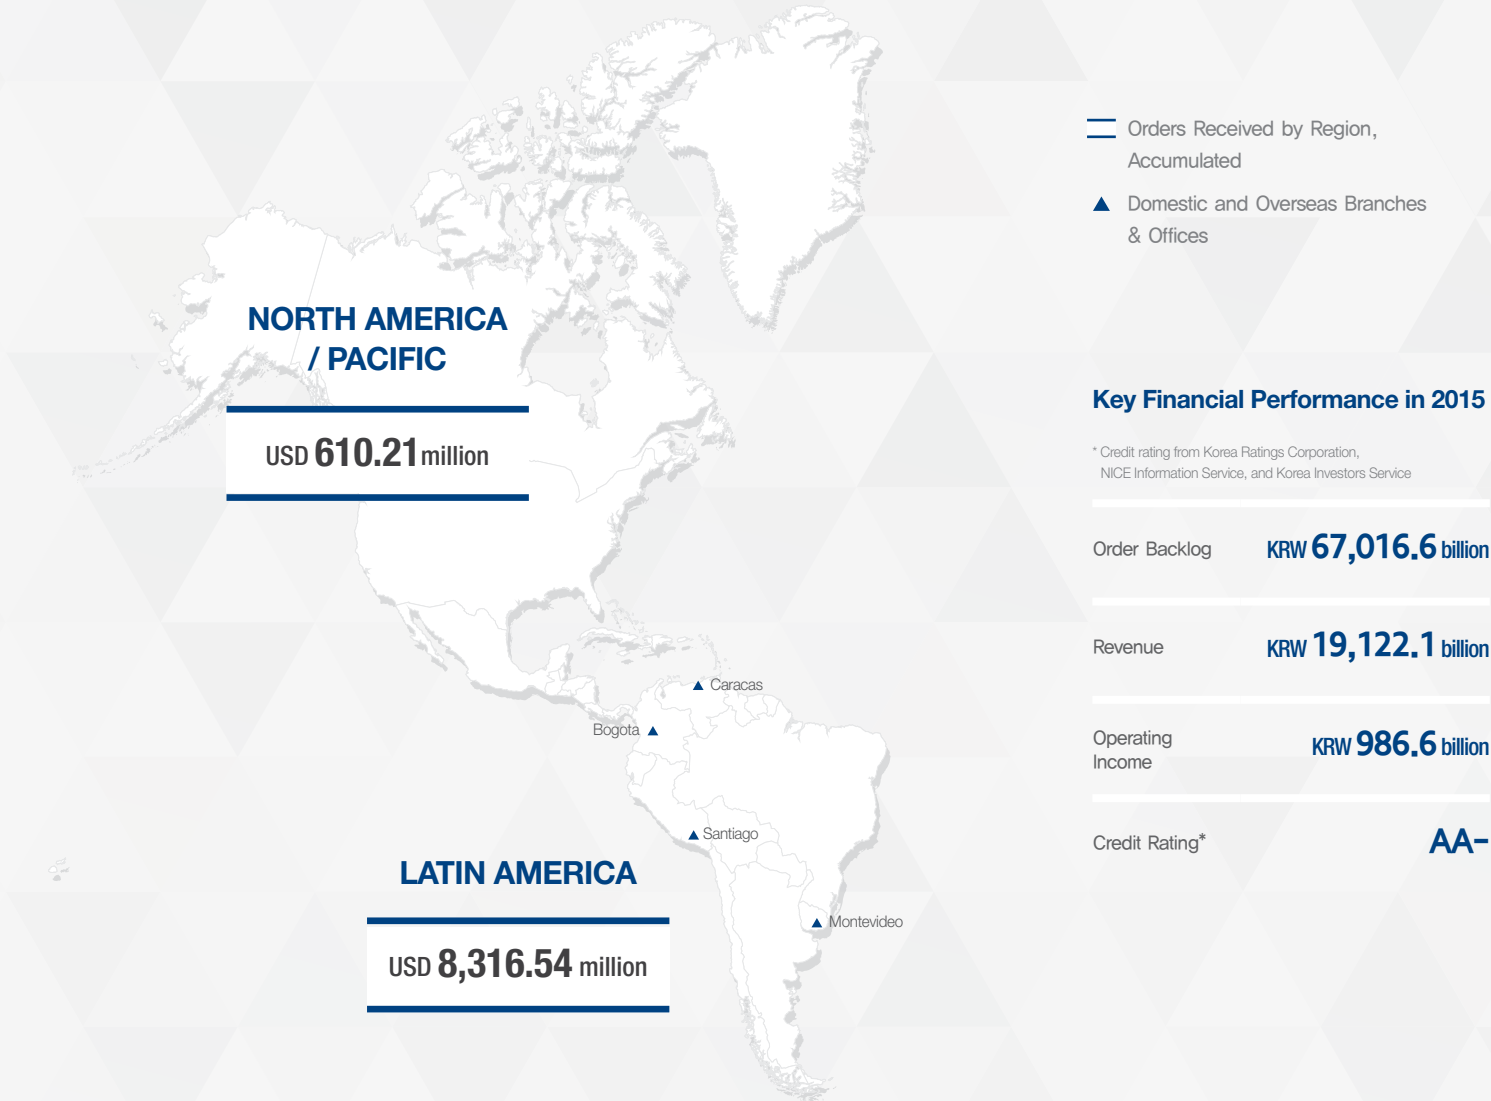 Orders Received by Region,
Accumulated
Domestic and Overseas Branches
& Offices
NORTH AMERICA
/ PACIFIC
USD 610.21 million
Key Financial Performance in 2015
* Credit rating from Korea Ratings Corporation,
NICE Information Service, and Korea Investors Service
Order Backlog KRW 67,016.6 billion
Revenue KRW 19,122.1 billion
Operating
Income
KRW 986.6 billion
Credit Rating* AA-
Caracas
Bogota
Santiago
Montevideo
LATIN AMERICA
USD 8,316.54 million